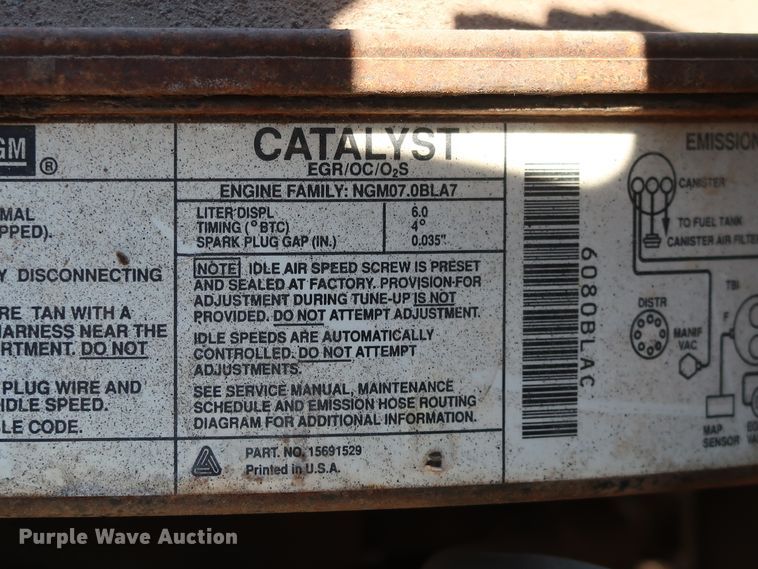 GM ®
MAL
PPED).
Y DISCONNECTING
RE TAN WITH A
HARNESS NEAR THE
RTMENT. DO NOT
PLUG WIRE AND
IDLE SPEED.
LE CODE.
CATALYST
EGR/OC/O₂S
ENGINE FAMILY: NGM07.0BLA7
LITER DISPL 6.0
TIMING (°BTC) 4°
SPARK PLUG GAP (IN.) 0.035"
NOTE IDLE AIR SPEED SCREW IS PRESET
AND SEALED AT FACTORY. PROVISION FOR
ADJUSTMENT DURING TUNE-UP IS NOT
PROVIDED. DO NOT ATTEMPT ADJUSTMENT.
IDLE SPEEDS ARE AUTOMATICALLY
CONTROLLED. DO NOT ATTEMPT
ADJUSTMENTS.
SEE SERVICE MANUAL, MAINTENANCE
SCHEDULE AND EMISSION HOSE ROUTING
DIAGRAM FOR ADDITIONAL INFORMATION.
PART. NO. 15691529
Printed in U.S.A.
6080BLAC
EMISSION
CANISTER
TO FUEL TANK
CANISTER AIR FILTE
DISTR
TBI
F
MANIF
VAC
MAP
SENSOR
Purple Wave Auction